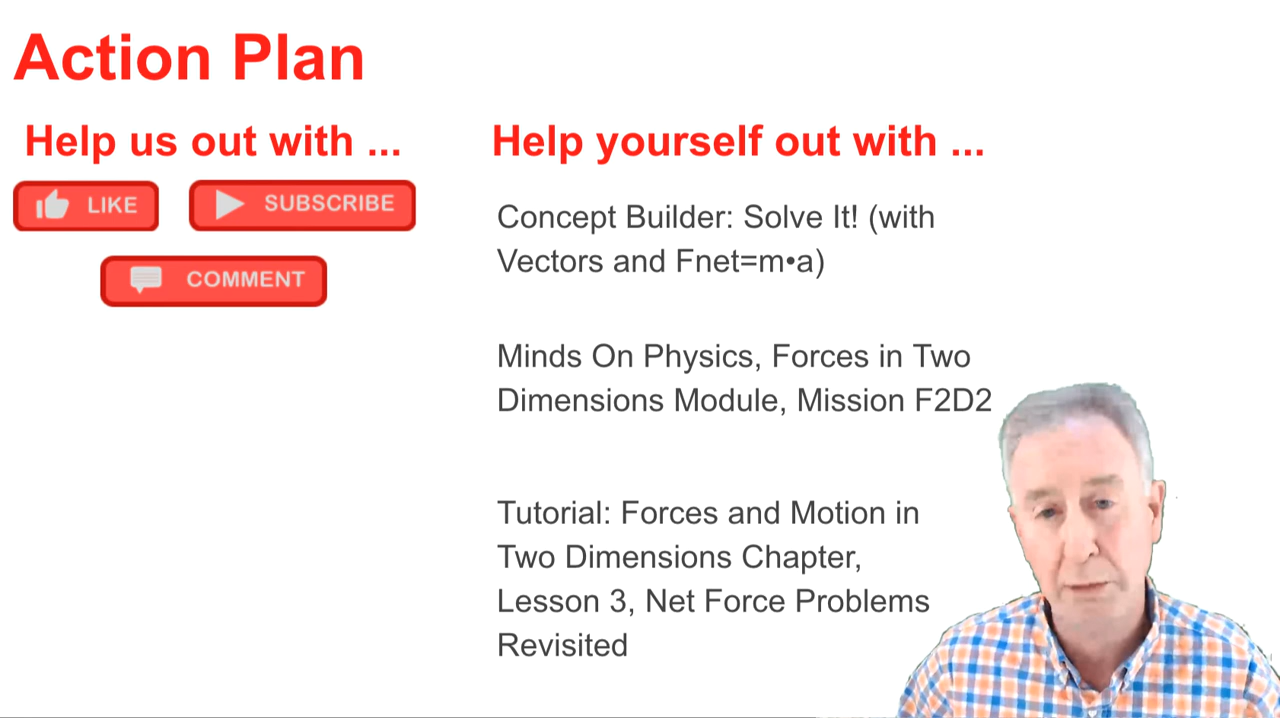 Action Plan
Help us out with ...
LIKE
SUBSCRIBE
COMMENT
Help yourself out with ...
Concept Builder: Solve It! (with
Vectors and Fnet=m•a)
Minds On Physics, Forces in Two
Dimensions Module, Mission F2D2
Tutorial: Forces and Motion in
Two Dimensions Chapter,
Lesson 3, Net Force Problems
Revisited